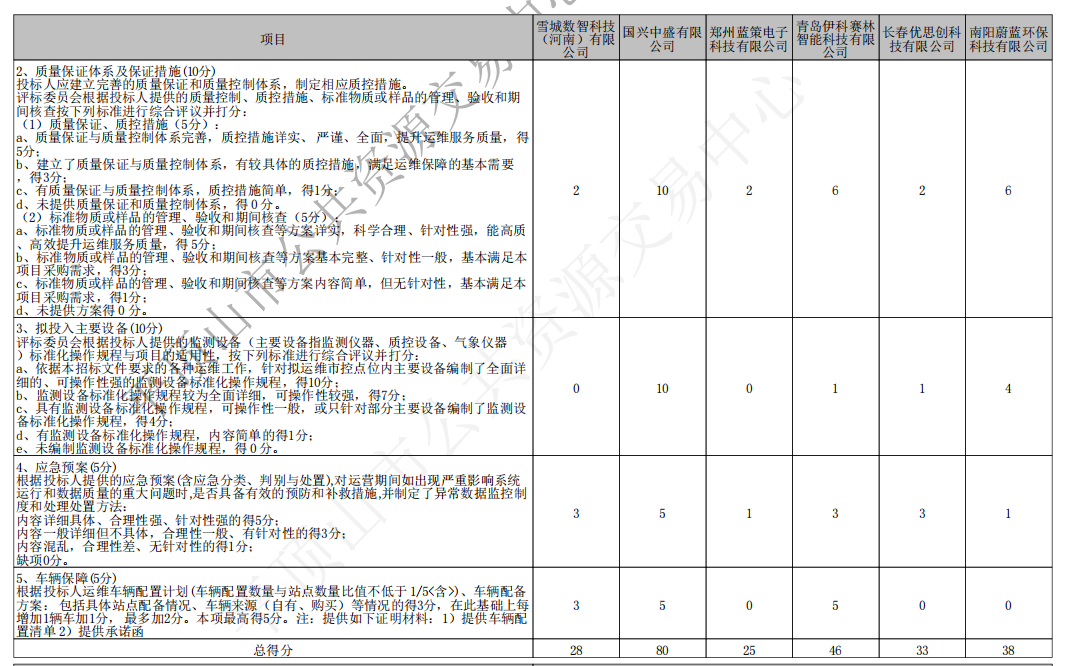 项目
雪城数智科技
（河南）有限
公司
国兴中盛有限
公司
郑州蓝策电子
科技有限公司
青岛伊科赛林
智能科技有限
公司
长春优思创科
技有限公司
南阳蔚蓝环保
科技有限公司
2、质量保证体系及保证措施(10分)
投标人应建立完善的质量保证和质量控制体系，制定相应质控措施。
评标委员会根据投标人提供的质量控制、质控措施、标准物质或样品的管理、验收和期
间核查按下列标准进行综合评议并打分：
（1）质量保证、质控措施（5分）：
a、质量保证与质量控制体系完善，质控措施详实、严谨、全面，提升运维服务质量，得
5分；
b、建立了质量保证与质量控制体系，有较具体的质控措施，满足运维保障的基本需要
，得3分；
c、有质量保证与质量控制体系，质控措施简单，得1分；
d、未提供质量保证和质量控制体系，得 0 分。
（2）标准物质或样品的管理、验收和期间核查（5分）：
a、标准物质或样品的管理、验收和期间核查等方案详实，科学合理、针对性强，能高质
、高效提升运维服务质量，得 5分；
b、标准物质或样品的管理、验收和期间核查等方案基本完整、针对性一般，基本满足本
项目采购需求，得3分；
c、标准物质或样品的管理、验收和期间核查等方案内容简单，但无针对性，基本满足本
项目采购需求，得1分；
d、未提供方案得 0 分。
2 10 2 6 2 6
3、拟投入主要设备(10分)
评标委员会根据投标人提供的监测设备（主要设备指监测仪器、质控设备、气象仪器
）标准化操作规程与项目的适用性，按下列标准进行综合评议并打分：
a、依据本招标文件要求的各种运维工作，针对拟运维市控点位内主要设备编制了全面详
细的、可操作性强的监测设备标准化操作规程，得10分；
b、监测设备标准化操作规程较为全面详细，可操作性较强，得7分；
c、具有监测设备标准化操作规程，可操作性一般，或只针对部分主要设备编制了监测设
备标准化操作规程，得4分；
d、有监测设备标准化操作规程，内容简单的得1分；
e、未编制监测设备标准化操作规程，得 0 分。
0 10 0 1 1 4
4、应急预案(5分)
根据投标人提供的应急预案(含应急分类、判别与处置),对运营期间如出现严重影响系统
运行和数据质量的重大问题时,是否具备有效的预防和补救措施,并制定了异常数据监控制
度和处理处置方法:
内容详细具体、合理性强、针对性强的得5分;
内容一般详细但不具体，合理性一般、有针对性的得3分;
内容混乱，合理性差、无针对性的得1分;
缺项0分。
3 5 1 3 3 1
5、车辆保障(5分)
根据投标人运维车辆配置计划(车辆配置数量与站点数量比值不低于 1/5<含>)、车辆配备
方案： 包括具体站点配备情况、车辆来源（自有、购买）等情况的得3分，在此基础上每
增加1辆车加1分， 最多加2分。本项最高得5分。注：提供如下证明材料：1）提供车辆配
置清单 2）提供承诺函
3 5 0 5 0 0
总得分 28 80 25 46 33 38
平顶山市公共资源交易中心
平顶山市公共资源交易中心